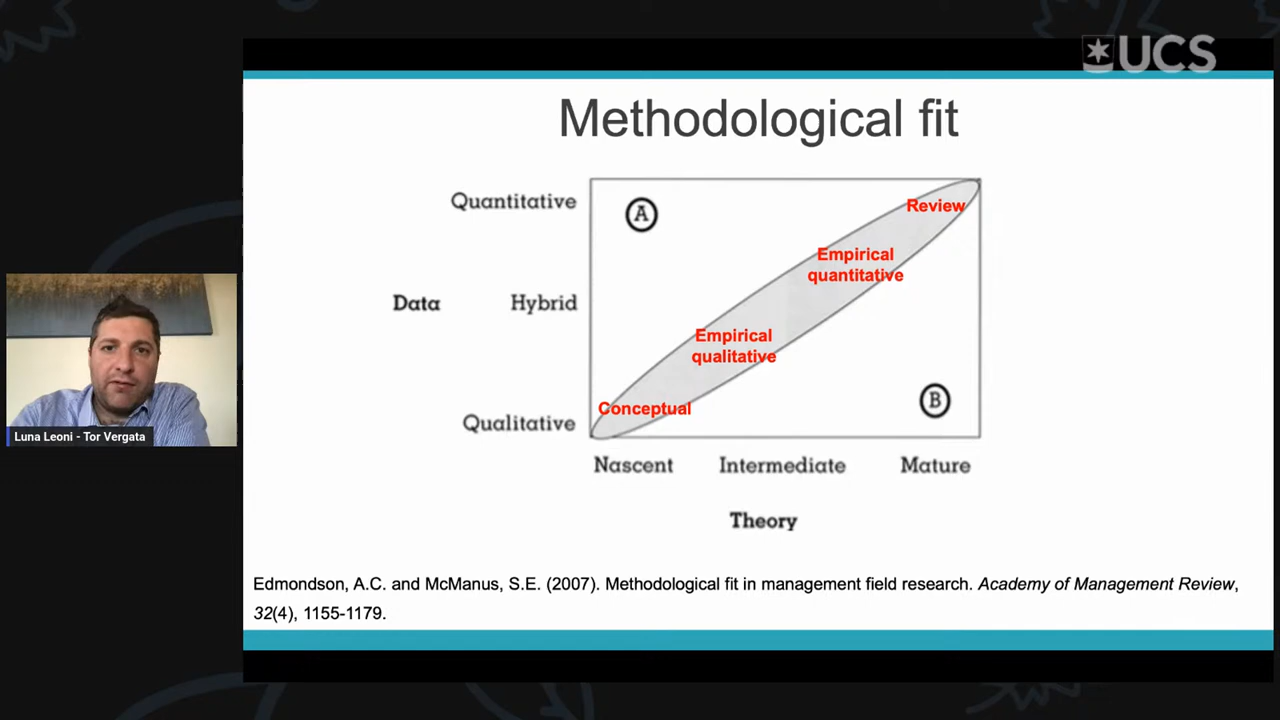 UCS
Methodological fit
Quantitative
A
Review
Empirical
quantitative
Data
Hybrid
Empirical
qualitative
B
Conceptual
Qualitative
Nascent
Intermediate
Mature
Theory
Luna Leoni - Tor Vergata
Edmondson, A.C. and McManus, S.E. (2007). Methodological fit in management field research. Academy of Management Review,
32(4), 1155-1179.